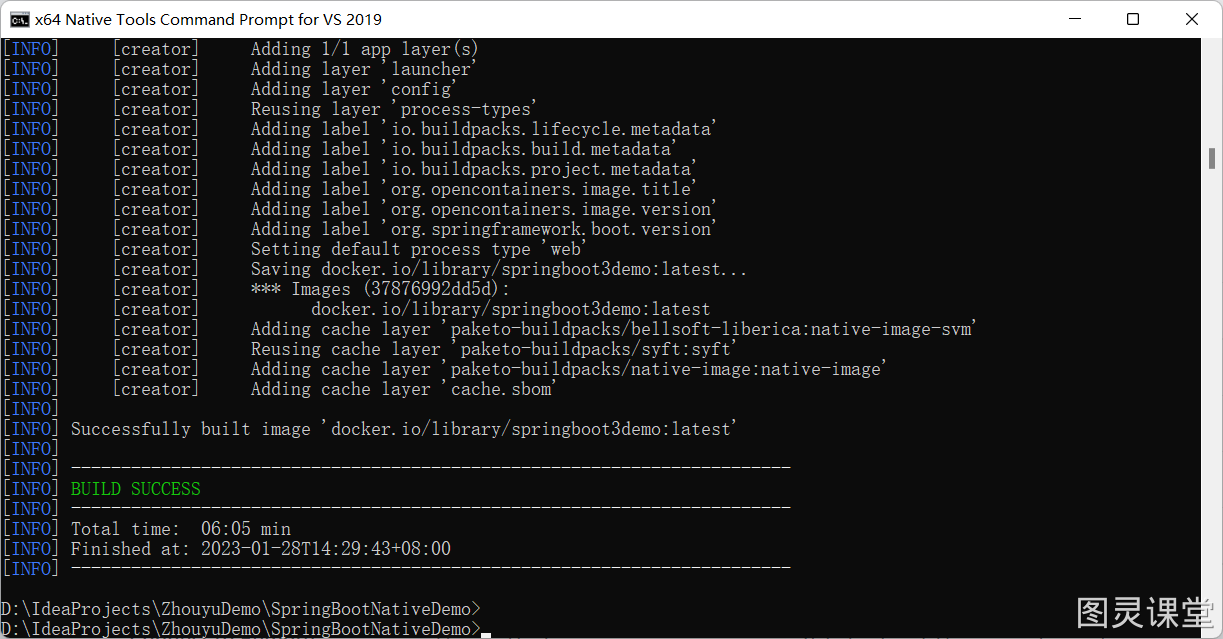 x64 Native Tools Command Prompt for VS 2019
[INFO] [creator] Adding 1/1 app layer(s)
[INFO] [creator] Adding layer 'launcher'
[INFO] [creator] Adding layer 'config'
[INFO] [creator] Reusing layer 'process-types'
[INFO] [creator] Adding label 'io.buildpacks.lifecycle.metadata'
[INFO] [creator] Adding label 'io.buildpacks.build.metadata'
[INFO] [creator] Adding label 'io.buildpacks.project.metadata'
[INFO] [creator] Adding label 'org.opencontainers.image.title'
[INFO] [creator] Adding label 'org.opencontainers.image.version'
[INFO] [creator] Adding label 'org.springframework.boot.version'
[INFO] [creator] Setting default process type 'web'
[INFO] [creator] Saving docker.io/library/springboot3demo:latest...
[INFO] [creator] *** Images (37876992dd5d):
[INFO] [creator] docker.io/library/springboot3demo:latest
[INFO] [creator] Adding cache layer 'paketo-buildpacks/bellsoft-liberica:native-image-svm'
[INFO] [creator] Reusing cache layer 'paketo-buildpacks/syft:syft'
[INFO] [creator] Adding cache layer 'paketo-buildpacks/native-image:native-image'
[INFO] [creator] Adding cache layer 'cache.sbom'
[INFO]
[INFO] Successfully built image 'docker.io/library/springboot3demo:latest'
[INFO]
[INFO] ------------------------------------------------------------------------
[INFO] BUILD SUCCESS
[INFO] ------------------------------------------------------------------------
[INFO] Total time:  06:05 min
[INFO] Finished at: 2023-01-28T14:29:43+08:00
[INFO] ------------------------------------------------------------------------
D:\IdeaProjects\ZhouyuDemo\SpringBootNativeDemo>
D:\IdeaProjects\ZhouyuDemo\SpringBootNativeDemo>
图灵课堂